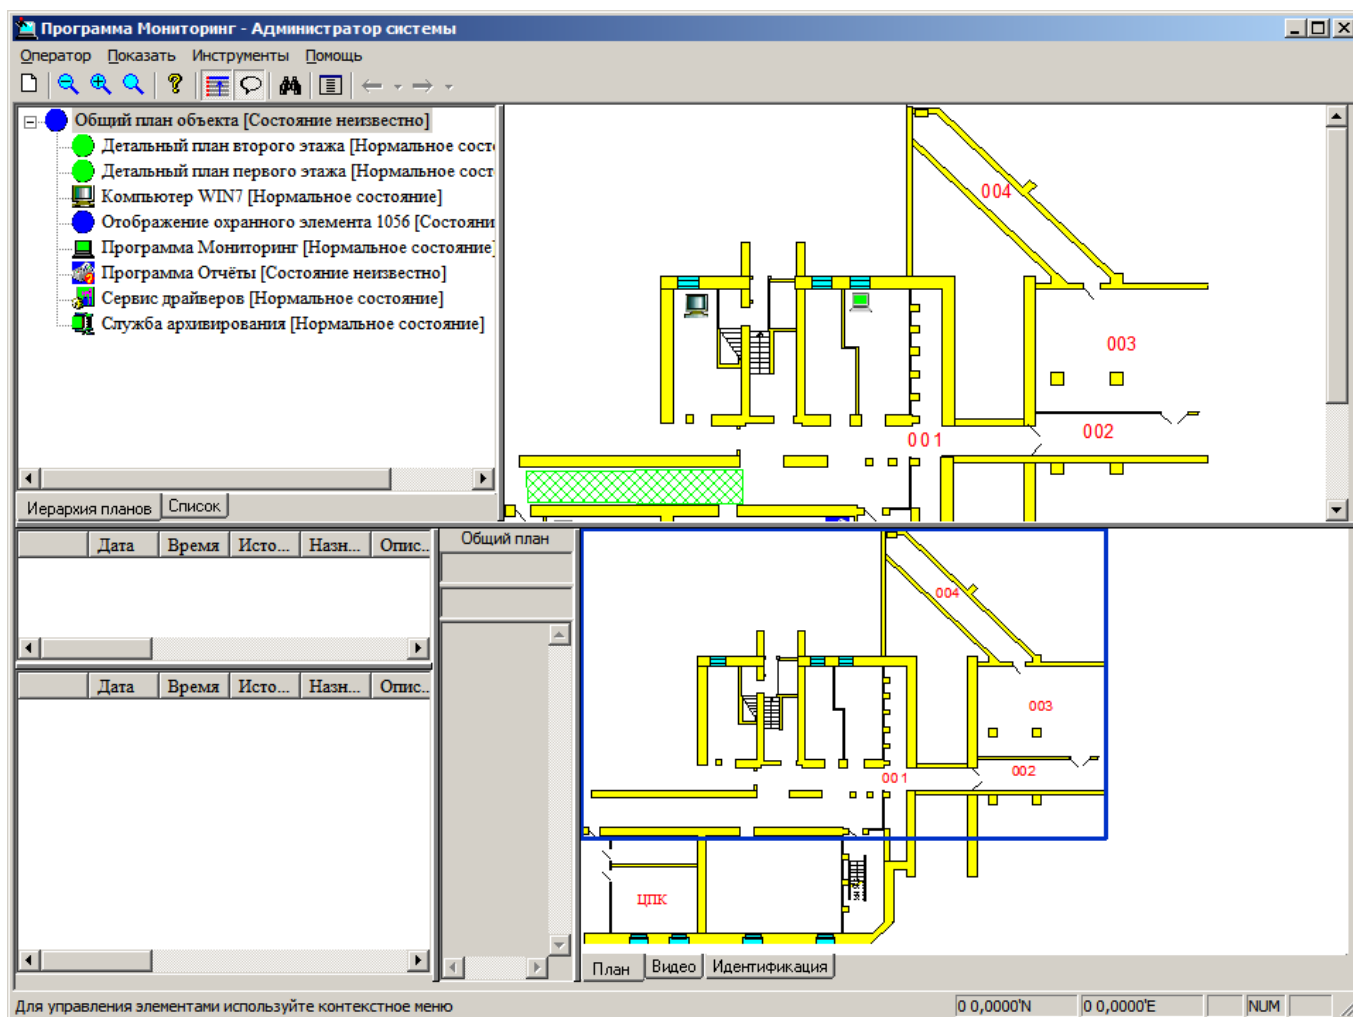 Программа Мониторинг - Администратор системы
Оператор Показать Инструменты Помощь
Общий план объекта [Состояние неизвестно]
Детальный план второго этажа [Нормальное сост
Детальный план первого этажа [Нормальное сост
Компьютер WIN7 [Нормальное состояние]
Отображение охранного элемента 1056 [Состояни
Программа Мониторинг [Нормальное состояние]
Программа Отчёты [Состояние неизвестно]
Сервис драйверов [Нормальное состояние]
Служба архивирования [Нормальное состояние]
Иерархия планов Список
004
003
002
001
Дата Время Исто... Назн... Опис...
Дата Время Исто... Назн... Опис...
Общий план
004
003
002
001
ЦПК
План Видео Идентификация
Для управления элементами используйте контекстное меню
0 0,0000'N 0 0,0000'E NUM